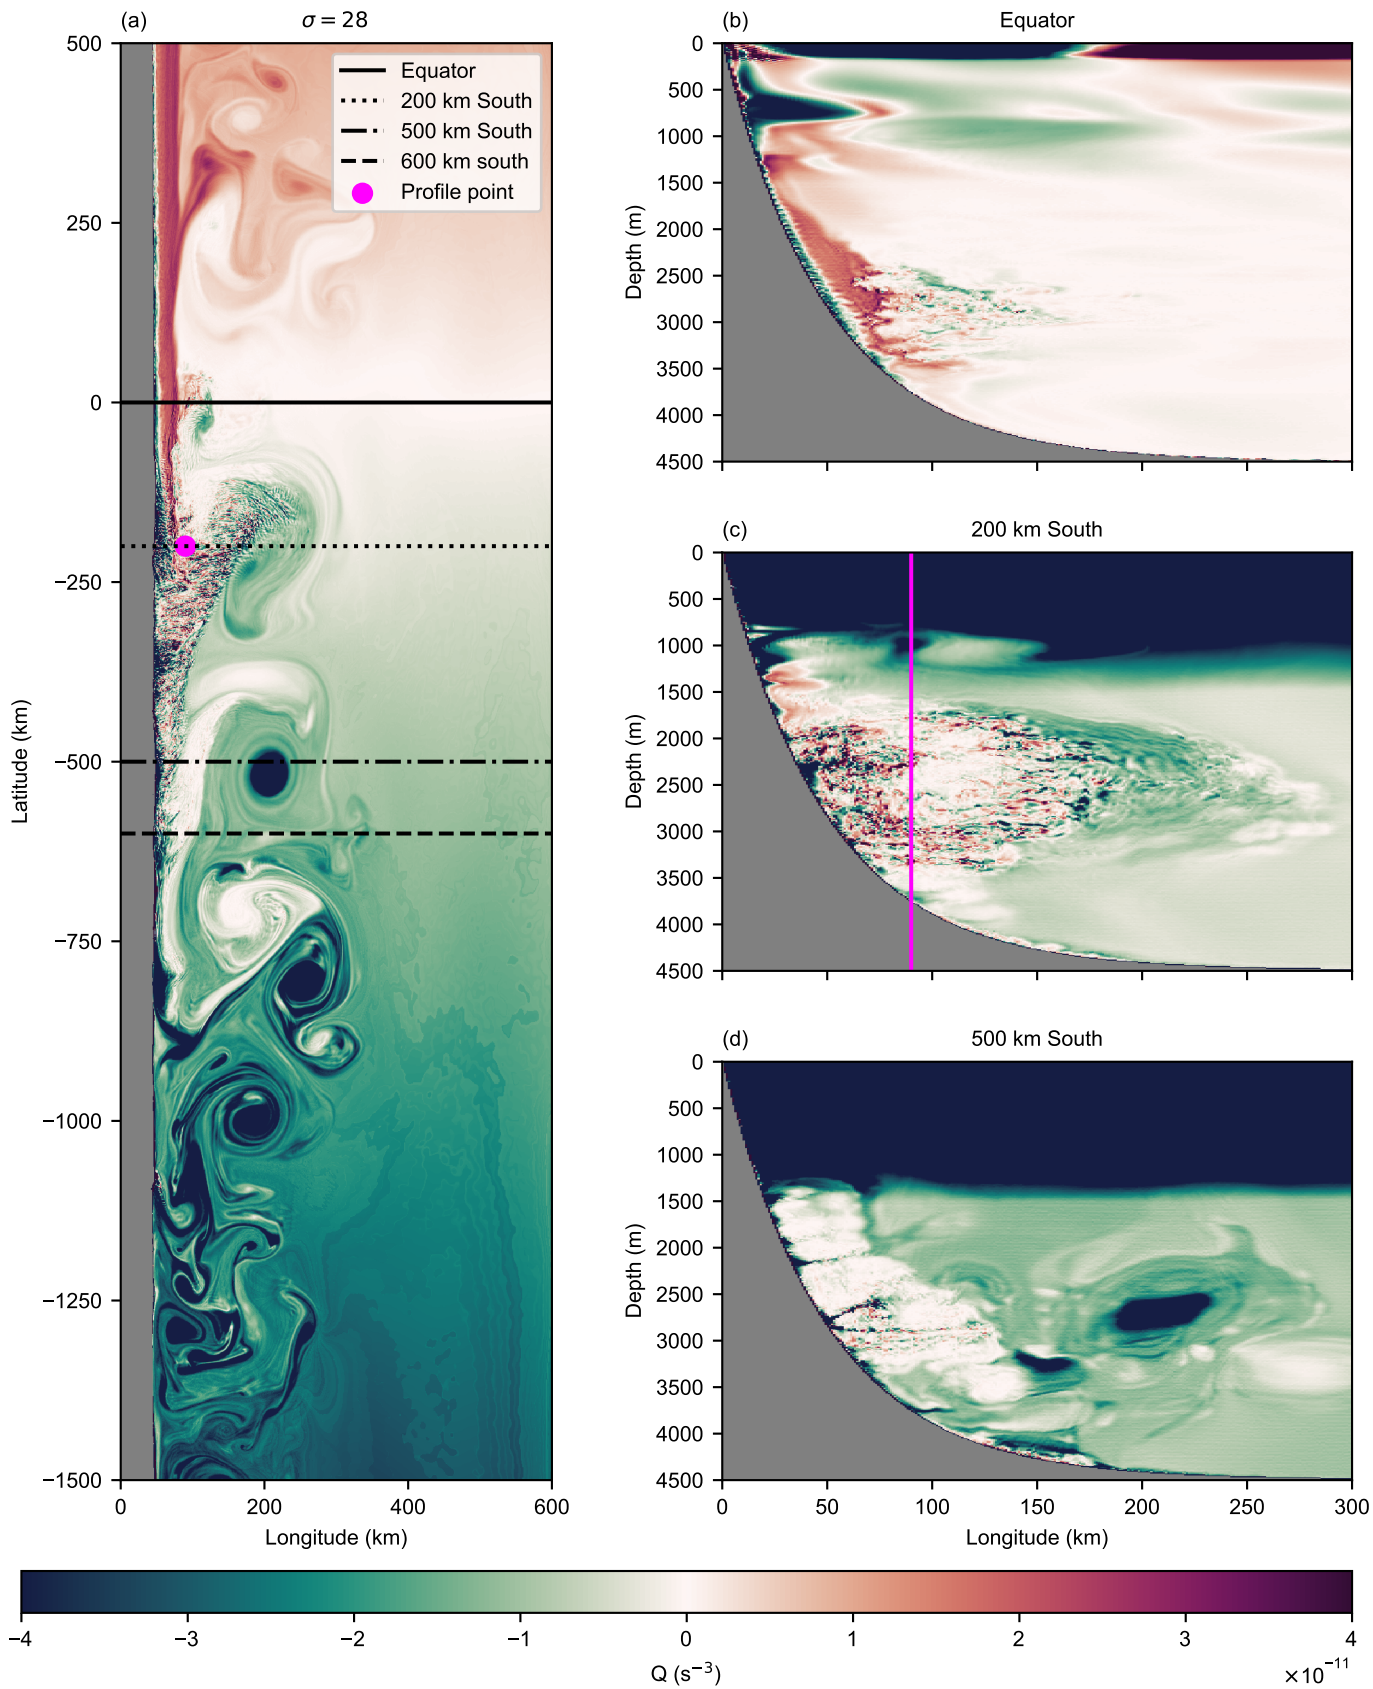 (a) σ = 28
500
250
0
−250
−500
−750
−1000
−1250
−1500
Latitude (km)
0 200 400 600
Longitude (km)
Equator
200 km South
500 km South
600 km south
Profile point
(b) Equator
0
500
1000
1500
2000
2500
3000
3500
4000
4500
Depth (m)
(c) 200 km South
0
500
1000
1500
2000
2500
3000
3500
4000
4500
Depth (m)
(d) 500 km South
0
500
1000
1500
2000
2500
3000
3500
4000
4500
Depth (m)
0 50 100 150 200 250 300
Longitude (km)
−4 −3 −2 −1 0 1 2 3 4
Q (s⁻³)
×10⁻¹¹